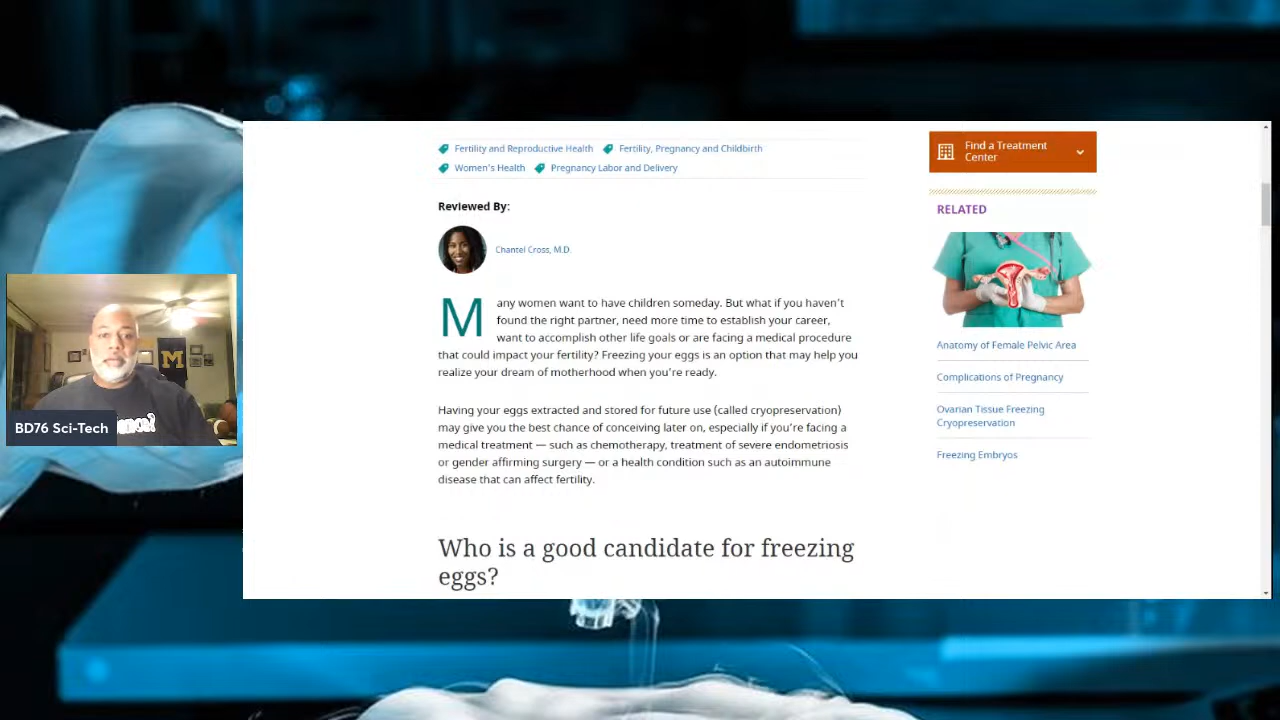 Fertility and Reproductive Health Fertility, Pregnancy and Childbirth
Women's Health Pregnancy Labor and Delivery
Reviewed By:
Chantel Cross, M.D.
Many women want to have children someday. But what if you haven't
found the right partner, need more time to establish your career,
want to accomplish other life goals or are facing a medical procedure
that could impact your fertility? Freezing your eggs is an option that may help you
realize your dream of motherhood when you're ready.
Having your eggs extracted and stored for future use (called cryopreservation)
may give you the best chance of conceiving later on, especially if you're facing a
medical treatment — such as chemotherapy, treatment of severe endometriosis
or gender affirming surgery — or a health condition such as an autoimmune
disease that can affect fertility.
Who is a good candidate for freezing
eggs?
Find a Treatment
Center
RELATED
Anatomy of Female Pelvic Area
Complications of Pregnancy
Ovarian Tissue Freezing
Cryopreservation
Freezing Embryos
M
BD76 Sci-Tech